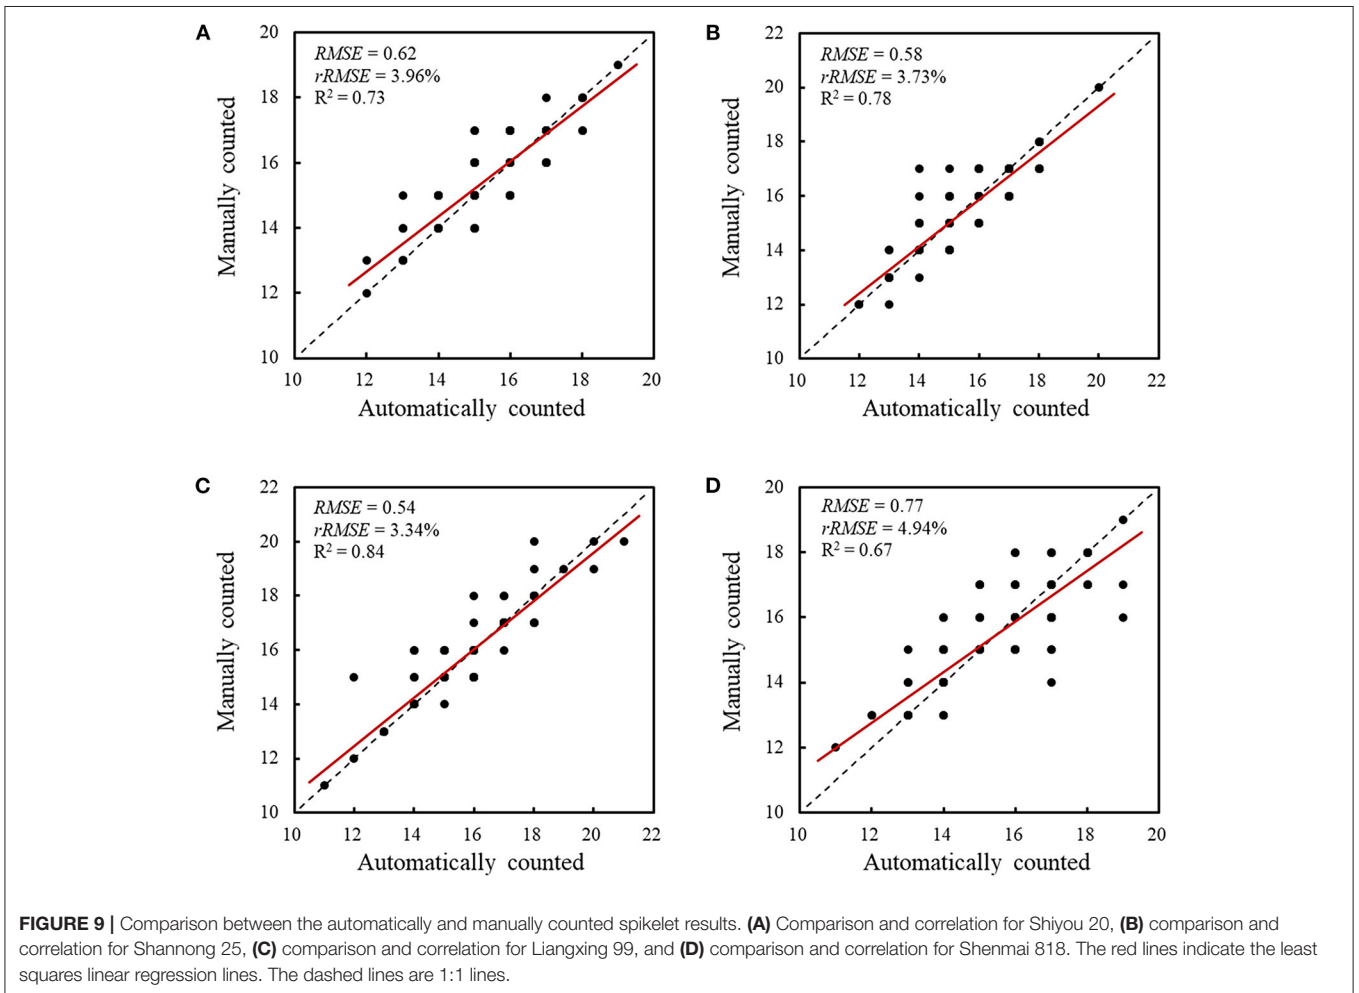 A
RMSE = 0.62
rRMSE = 3.96%
R² = 0.73
20
18
16
14
12
10
Manually counted
10 12 14 16 18 20
Automatically counted
B
RMSE = 0.58
rRMSE = 3.73%
R² = 0.78
22
20
18
16
14
12
10
Manually counted
10 12 14 16 18 20 22
Automatically counted
C
RMSE = 0.54
rRMSE = 3.34%
R² = 0.84
22
20
18
16
14
12
10
Manually counted
10 12 14 16 18 20 22
Automatically counted
D
RMSE = 0.77
rRMSE = 4.94%
R² = 0.67
20
18
16
14
12
10
Manually counted
10 12 14 16 18 20
Automatically counted
FIGURE 9 | Comparison between the automatically and manually counted spikelet results. (A) Comparison and correlation for Shiyou 20, (B) comparison and
correlation for Shannong 25, (C) comparison and correlation for Liangxing 99, and (D) comparison and correlation for Shenmai 818. The red lines indicate the least
squares linear regression lines. The dashed lines are 1:1 lines.